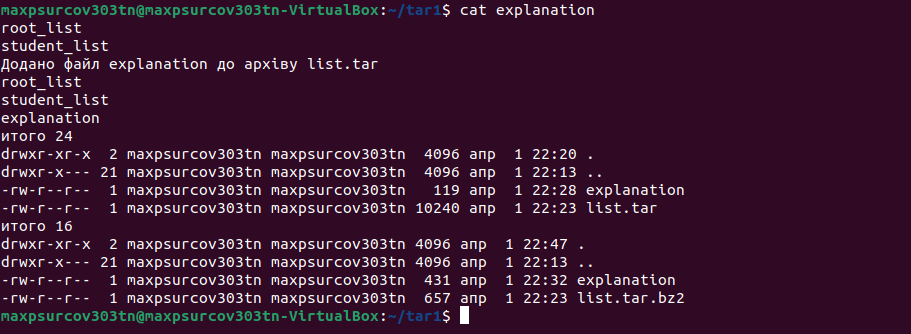 maxpsurcov303tn@maxpsurcov303tn-VirtualBox:~/tar1$ cat explanation
root_list
student_list
Додано файл explanation до архіву list.tar
root_list
student_list
explanation
итого 24
drwxr-xr-x  2 maxpsurcov303tn maxpsurcov303tn  4096 апр  1 22:20 .
drwxr-x--- 21 maxpsurcov303tn maxpsurcov303tn  4096 апр  1 22:13 ..
-rw-r--r--  1 maxpsurcov303tn maxpsurcov303tn   119 апр  1 22:28 explanation
-rw-r--r--  1 maxpsurcov303tn maxpsurcov303tn 10240 апр  1 22:23 list.tar
итого 16
drwxr-xr-x  2 maxpsurcov303tn maxpsurcov303tn 4096 апр  1 22:47 .
drwxr-x--- 21 maxpsurcov303tn maxpsurcov303tn 4096 апр  1 22:13 ..
-rw-r--r--  1 maxpsurcov303tn maxpsurcov303tn  431 апр  1 22:32 explanation
-rw-r--r--  1 maxpsurcov303tn maxpsurcov303tn  657 апр  1 22:23 list.tar.bz2
maxpsurcov303tn@maxpsurcov303tn-VirtualBox:~/tar1$